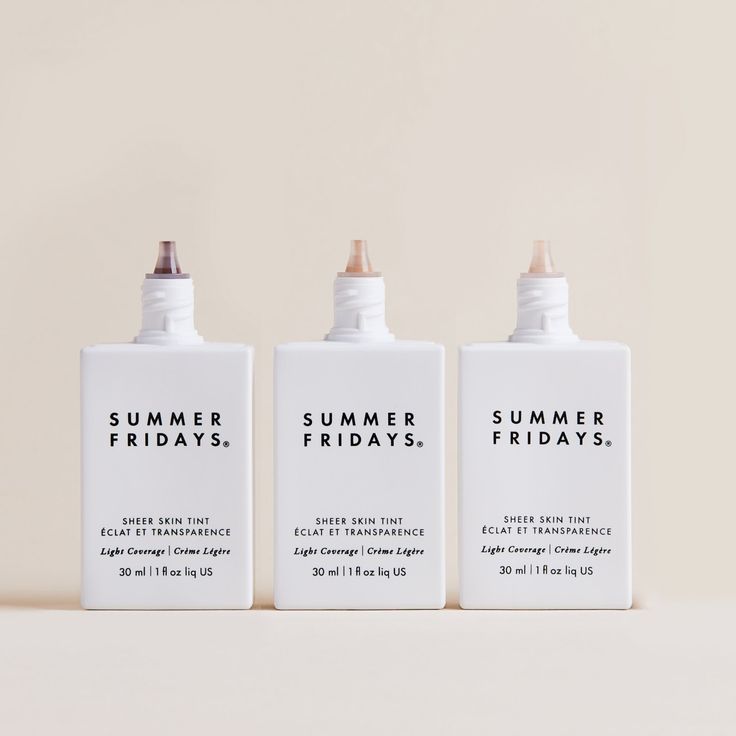 SUMMER
FRIDAYS®
SHEER SKIN TINT
ÉCLAT ET TRANSPARENCE
Light Coverage | Crème Légère
30 ml | 1 fl oz liq US
SUMMER
FRIDAYS®
SHEER SKIN TINT
ÉCLAT ET TRANSPARENCE
Light Coverage | Crème Légère
30 ml | 1 fl oz liq US
SUMMER
FRIDAYS®
SHEER SKIN TINT
ÉCLAT ET TRANSPARENCE
Light Coverage | Crème Légère
30 ml | 1 fl oz liq US